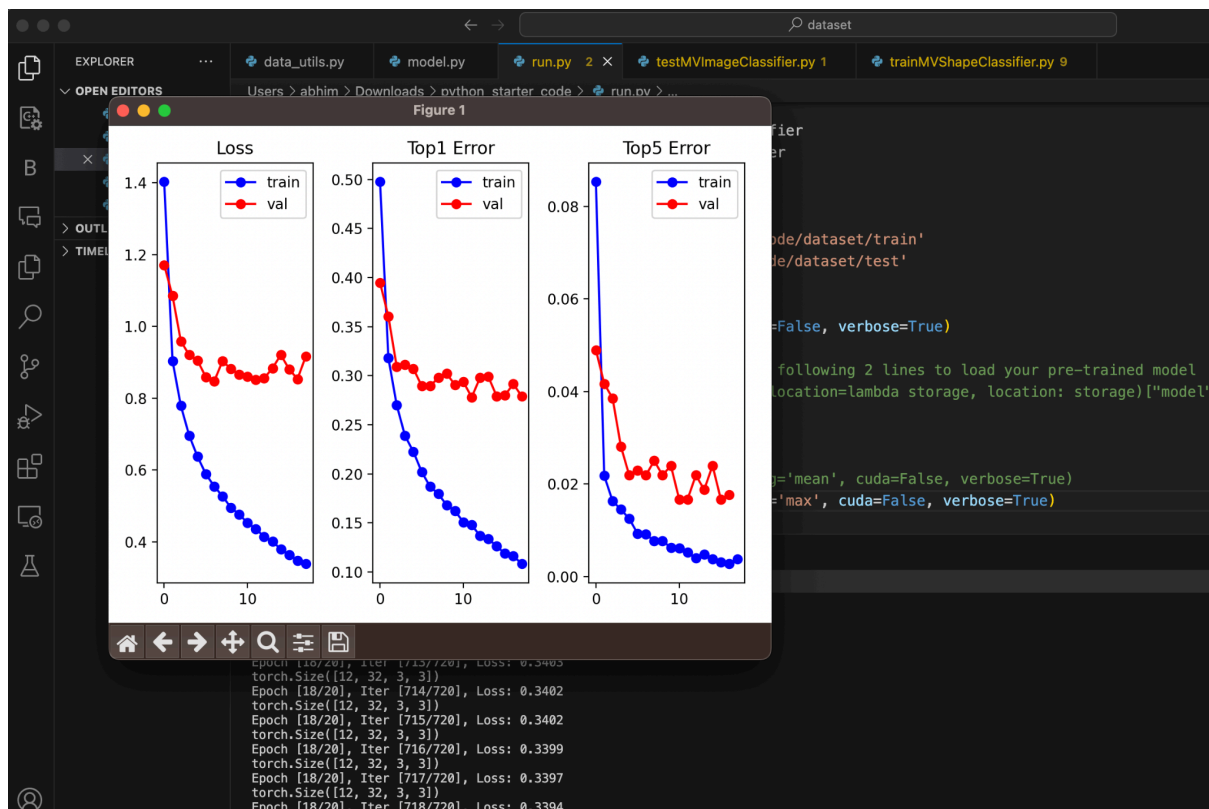 dataset
EXPLORER
data_utils.py
model.py
run.py 2
testMVImageClassifier.py 1
trainMVShapeClassifier.py 9
OPEN EDITORS
Users > abhim > Downloads > python_starter_code > run.py > ...
OUTL
TIMEL
Figure 1
Loss
train
val
1.4
1.2
1.0
0.8
0.6
0.4
0
10
Top1 Error
train
val
0.50
0.45
0.40
0.35
0.30
0.25
0.20
0.15
0.10
0
10
Top5 Error
train
val
0.08
0.06
0.04
0.02
0.00
0
10
fier
er
ode/dataset/train'
de/dataset/test'
=False, verbose=True)
following 2 lines to load your pre-trained model
location=lambda storage, location: storage)["model"
g='mean', cuda=False, verbose=True)
='max', cuda=False, verbose=True)
Epoch [18/20], Iter [713/720], Loss: 0.3403
torch.Size([12, 32, 3, 3])
Epoch [18/20], Iter [714/720], Loss: 0.3402
torch.Size([12, 32, 3, 3])
Epoch [18/20], Iter [715/720], Loss: 0.3402
torch.Size([12, 32, 3, 3])
Epoch [18/20], Iter [716/720], Loss: 0.3399
torch.Size([12, 32, 3, 3])
Epoch [18/20], Iter [717/720], Loss: 0.3397
torch.Size([12, 32, 3, 3])
Epoch [18/20], Iter [718/720], Loss: 0.3394